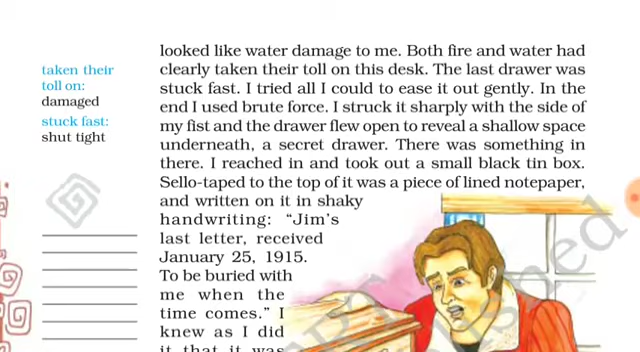 looked like water damage to me. Both fire and water had
clearly taken their toll on this desk. The last drawer was
stuck fast. I tried all I could to ease it out gently. In the
end I used brute force. I struck it sharply with the side of
my fist and the drawer flew open to reveal a shallow space
underneath, a secret drawer. There was something in
there. I reached in and took out a small black tin box.
Sello-taped to the top of it was a piece of lined notepaper,
and written on it in shaky
handwriting: “Jim’s
last letter, received
January 25, 1915.
To be buried with
me when the
time comes.” I
knew as I did
it that it was
taken their
toll on:
damaged
stuck fast:
shut tight